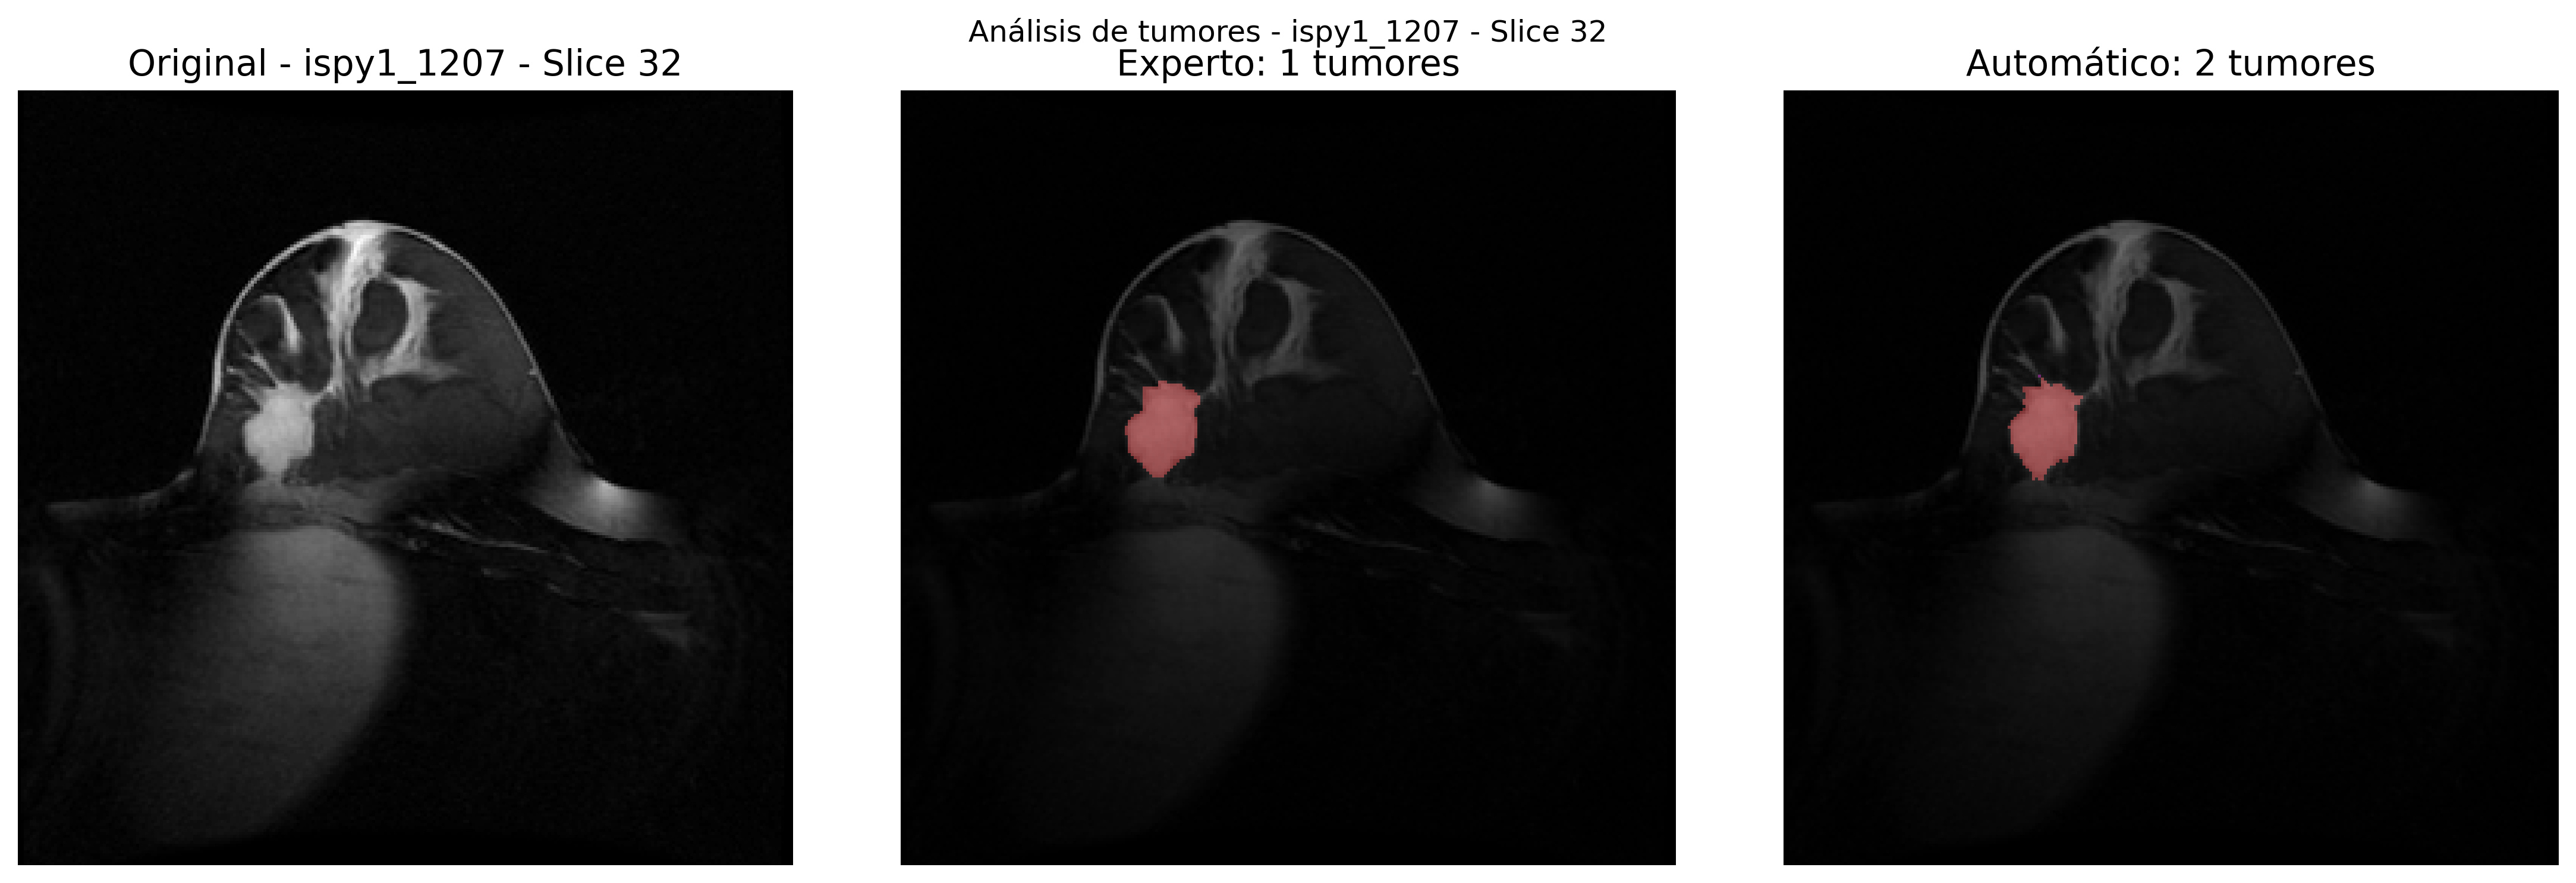 Análisis de tumores - ispy1_1207 - Slice 32
Original - ispy1_1207 - Slice 32
Experto: 1 tumores
Automático: 2 tumores